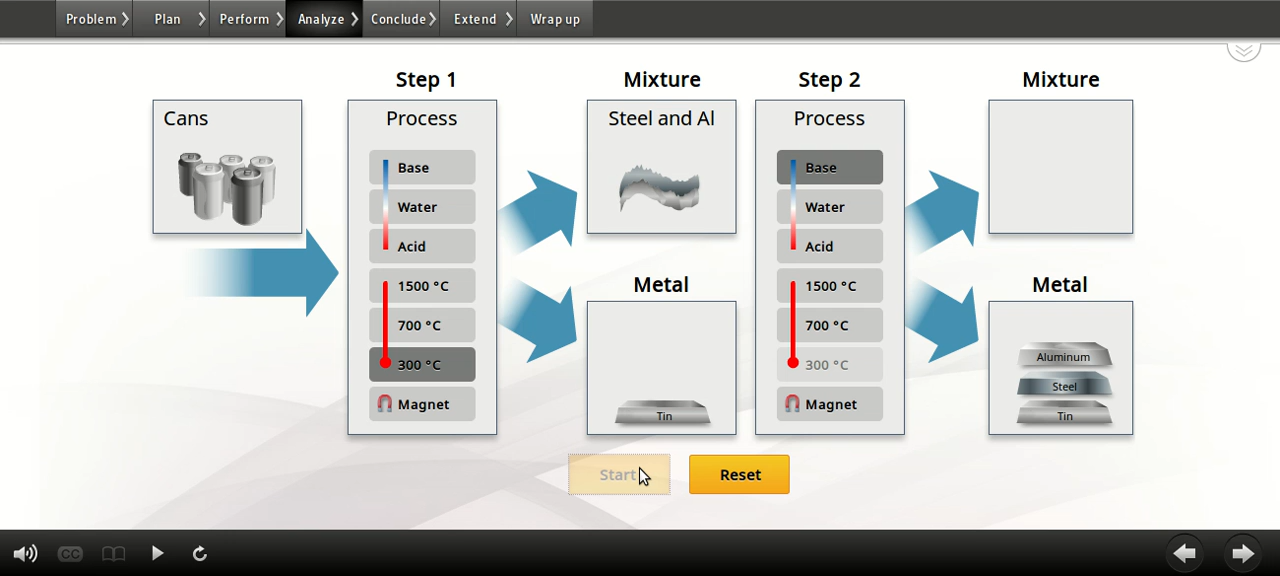 Problem Plan Perform Analyze Conclude Extend Wrap up
Step 1 Mixture Step 2 Mixture
Cans
Process
Base
Water
Acid
1500 °C
700 °C
300 °C
Magnet
Steel and Al
Metal
Tin
Process
Base
Water
Acid
1500 °C
700 °C
300 °C
Magnet
Metal
Aluminum
Steel
Tin
Start Reset
CC